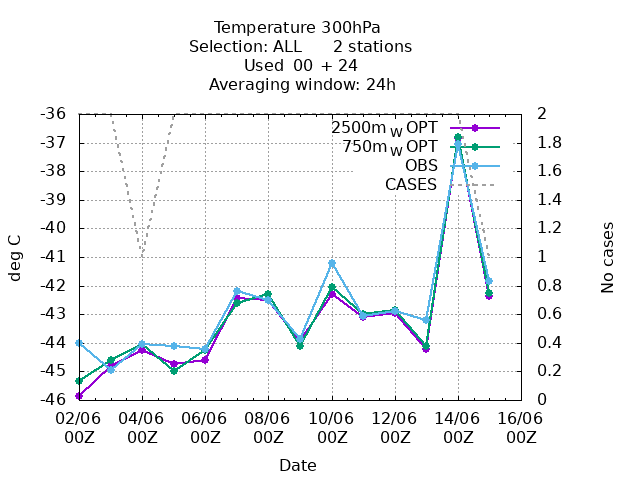 Temperature 300hPa
Selection: ALL 2 stations
Used 00 + 24
Averaging window: 24h
2500m W OPT
750m W OPT
OBS
CASES
-36
-37
-38
-39
-40
-41
-42
-43
-44
-45
-46
2
1.8
1.6
1.4
1.2
1
0.8
0.6
0.4
0.2
0
deg C
No cases
02/06 04/06 06/06 08/06 10/06 12/06 14/06 16/06
00Z 00Z 00Z 00Z 00Z 00Z 00Z 00Z
Date